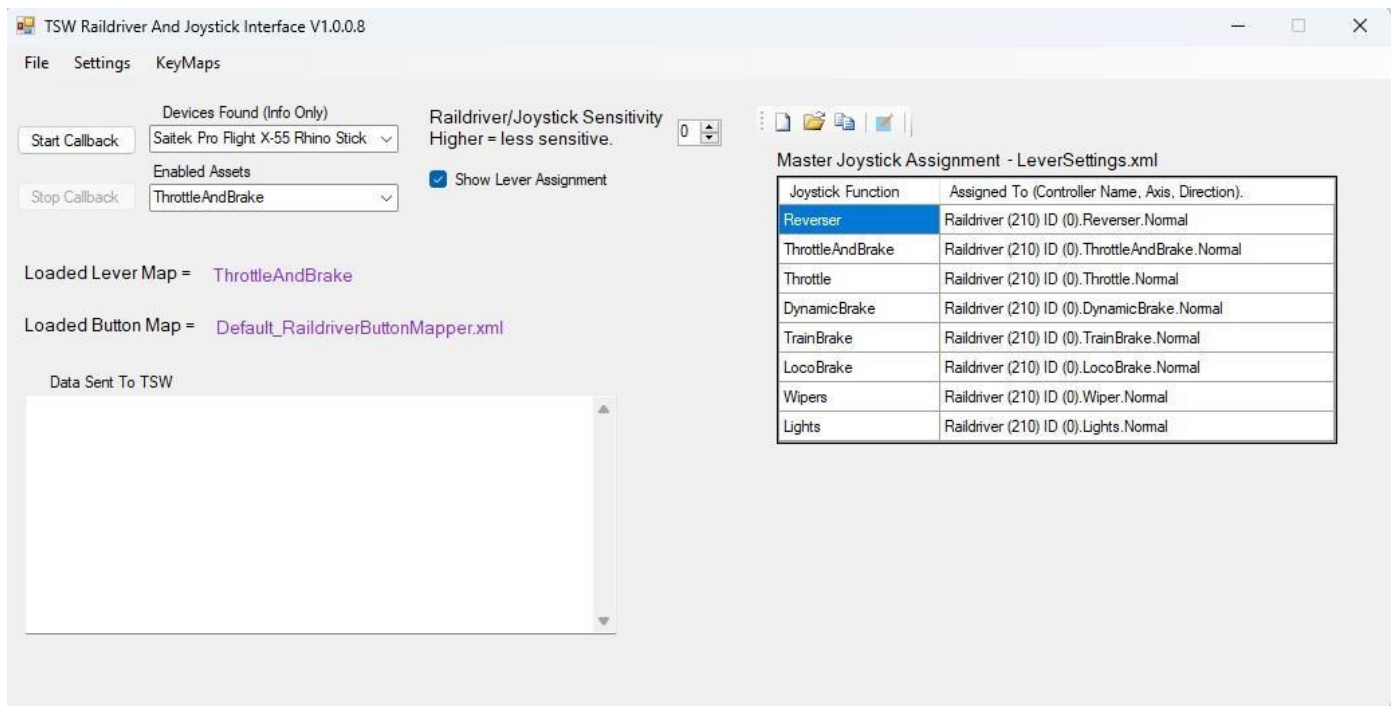 TSW Raildriver And Joystick Interface V1.0.0.8
File Settings KeyMaps
Devices Found (Info Only)
Start Callback
Saitek Pro Flight X-55 Rhino Stick
Enabled Assets
Stop Callback
ThrottleAndBrake
Raildriver/Joystick Sensitivity
Higher = less sensitive.
0
Show Lever Assignment
Loaded Lever Map = ThrottleAndBrake
Loaded Button Map = Default_RaildriverButtonMapper.xml
Data Sent To TSW
Master Joystick Assignment - LeverSettings.xml
Joystick Function Assigned To (Controller Name, Axis, Direction).
Reverser Raildriver (210) ID (0).Reverser.Normal
ThrottleAndBrake Raildriver (210) ID (0).ThrottleAndBrake.Normal
Throttle Raildriver (210) ID (0).Throttle.Normal
DynamicBrake Raildriver (210) ID (0).DynamicBrake.Normal
TrainBrake Raildriver (210) ID (0).TrainBrake.Normal
LocoBrake Raildriver (210) ID (0).LocoBrake.Normal
Wipers Raildriver (210) ID (0).Wiper.Normal
Lights Raildriver (210) ID (0).Lights.Normal